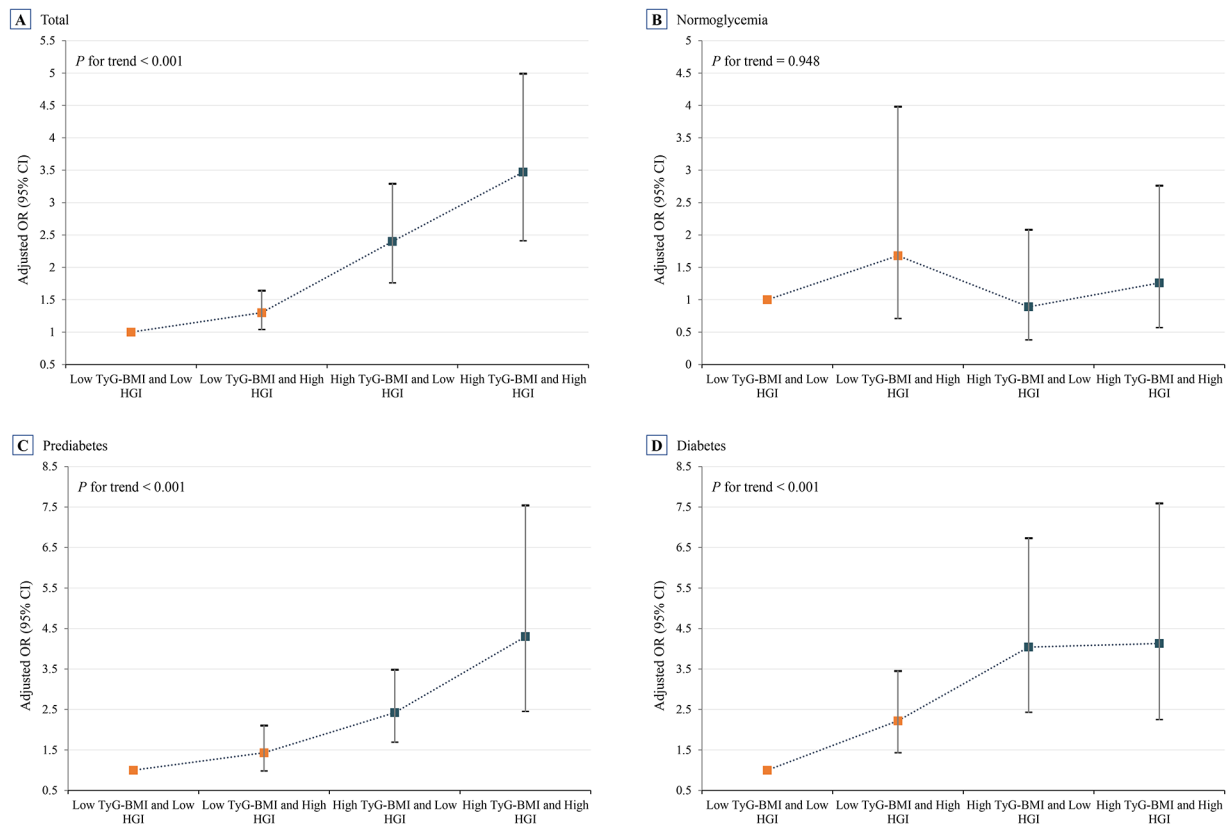 A Total
P for trend < 0.001
Adjusted OR (95% CI)
5.5
5
4.5
4
3.5
3
2.5
2
1.5
1
0.5
Low TyG-BMI and Low HGI
Low TyG-BMI and High HGI
High TyG-BMI and Low HGI
High TyG-BMI and High HGI
B Normoglycemia
P for trend = 0.948
Adjusted OR (95% CI)
5
4.5
4
3.5
3
2.5
2
1.5
1
0.5
0
Low TyG-BMI and Low HGI
Low TyG-BMI and High HGI
High TyG-BMI and Low HGI
High TyG-BMI and High HGI
C Prediabetes
P for trend < 0.001
Adjusted OR (95% CI)
8.5
7.5
6.5
5.5
4.5
3.5
2.5
1.5
0.5
Low TyG-BMI and Low HGI
Low TyG-BMI and High HGI
High TyG-BMI and Low HGI
High TyG-BMI and High HGI
D Diabetes
P for trend < 0.001
Adjusted OR (95% CI)
8.5
7.5
6.5
5.5
4.5
3.5
2.5
1.5
0.5
Low TyG-BMI and Low HGI
Low TyG-BMI and High HGI
High TyG-BMI and Low HGI
High TyG-BMI and High HGI